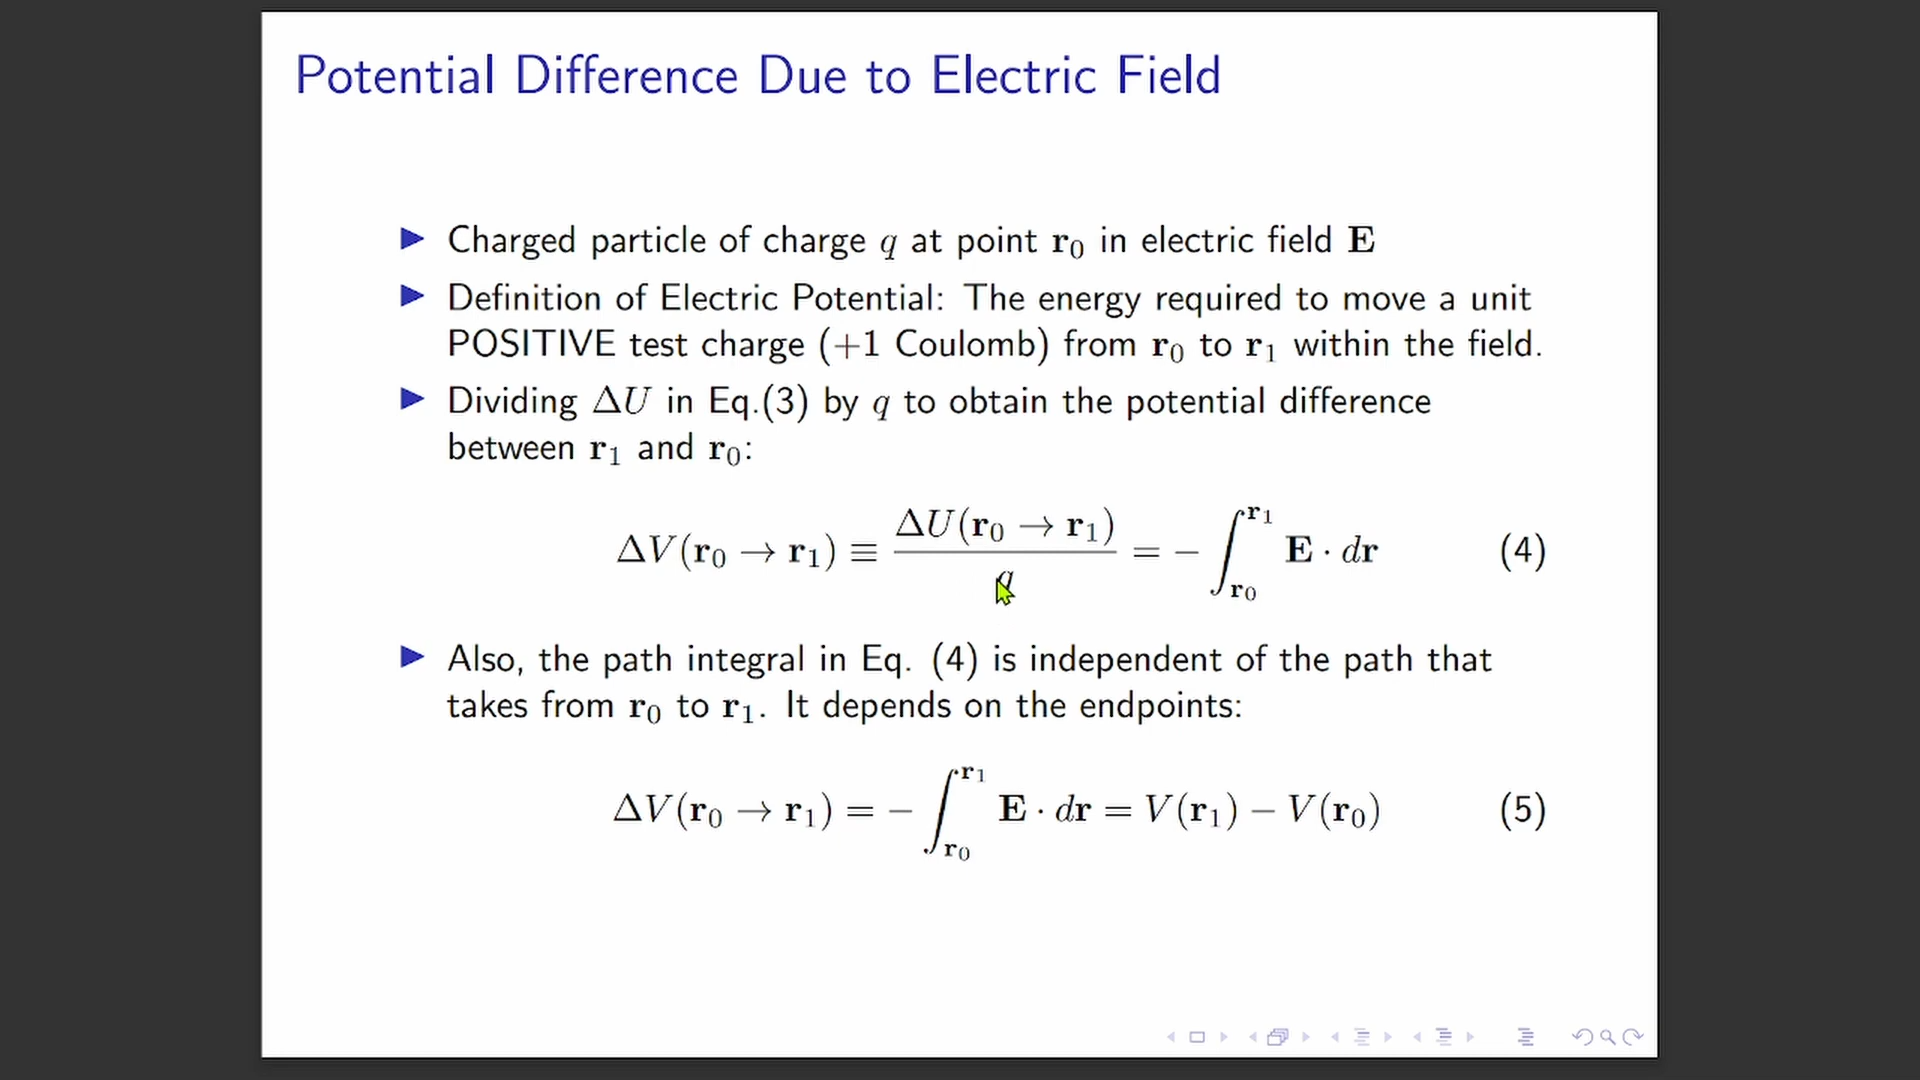 Potential Difference Due to Electric Field
▶ Charged particle of charge q at point r₀ in electric field E
▶ Definition of Electric Potential: The energy required to move a unit
POSITIVE test charge (+1 Coulomb) from r₀ to r₁ within the field.
▶ Dividing ΔU in Eq.(3) by q to obtain the potential difference
between r₁ and r₀:
ΔV(r₀ → r₁) ≡ ΔU(r₀ → r₁) / q = − ∫_{r₀}^{r₁} E · dr (4)
▶ Also, the path integral in Eq. (4) is independent of the path that
takes from r₀ to r₁. It depends on the endpoints:
ΔV(r₀ → r₁) = − ∫_{r₀}^{r₁} E · dr = V(r₁) − V(r₀) (5)